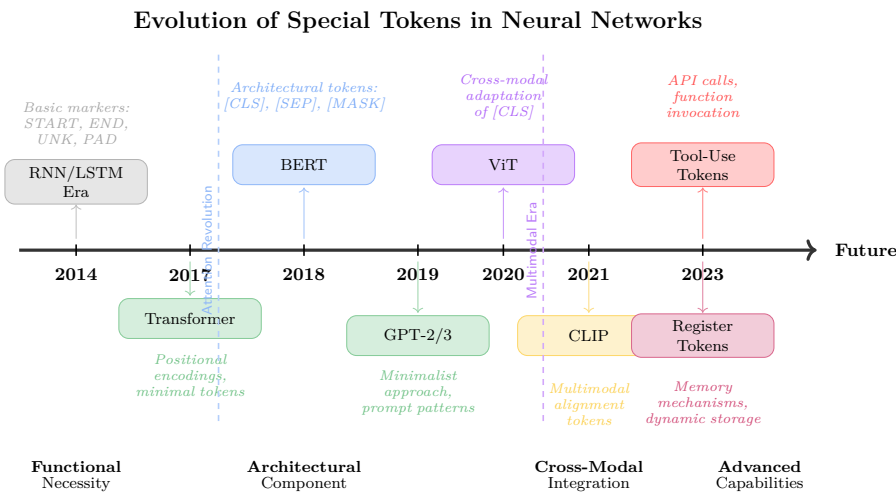 Evolution of Special Tokens in Neural Networks
Basic markers:
START, END,
UNK, PAD
Architectural tokens:
[CLS], [SEP], [MASK]
Cross-modal
adaptation
of [CLS]
API calls,
function
invocation
RNN/LSTM
Era
BERT
ViT
Tool-Use
Tokens
Attention Revolution
Multimodal Era
Future
2014
2017
2018
2019
2020
2021
2023
Transformer
GPT-2/3
CLIP
Register
Tokens
Positional
encodings,
minimal tokens
Minimalist
approach,
prompt patterns
Multimodal
alignment
tokens
Memory
mechanisms,
dynamic storage
Functional
Necessity
Architectural
Component
Cross-Modal
Integration
Advanced
Capabilities